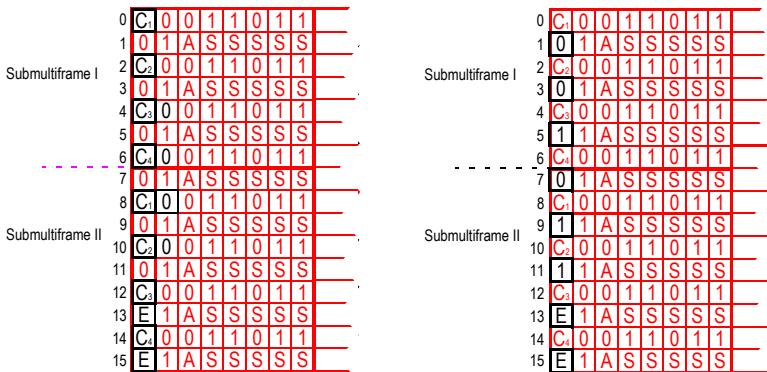 0 C₁ 0 0 1 1 0 1 1
1 0 1 A S S S S S
2 C₂ 0 0 1 1 0 1 1
Submultiframe I
3 0 1 A S S S S S
4 C₃ 0 0 1 1 0 1 1
5 0 1 A S S S S S
6 C₄ 0 0 1 1 0 1 1
7 0 1 A S S S S S
8 C₁ 0 0 1 1 0 1 1
9 0 1 A S S S S S
Submultiframe II
10 C₂ 0 0 1 1 0 1 1
11 0 1 A S S S S S
12 C₃ 0 0 1 1 0 1 1
13 E 1 A S S S S S
14 C₄ 0 0 1 1 0 1 1
15 E 1 A S S S S S
0 C₁ 0 0 1 1 0 1 1
1 0 1 A S S S S S
2 C₂ 0 0 1 1 0 1 1
Submultiframe I
3 0 1 A S S S S S
4 C₃ 0 0 1 1 0 1 1
5 1 1 A S S S S S
6 C₄ 0 0 1 1 0 1 1
7 0 1 A S S S S S
8 C₁ 0 0 1 1 0 1 1
9 1 1 A S S S S S
Submultiframe II
10 C₂ 0 0 1 1 0 1 1
11 1 1 A S S S S S
12 C₃ 0 0 1 1 0 1 1
13 E 1 A S S S S S
14 C₄ 0 0 1 1 0 1 1
15 E 1 A S S S S S